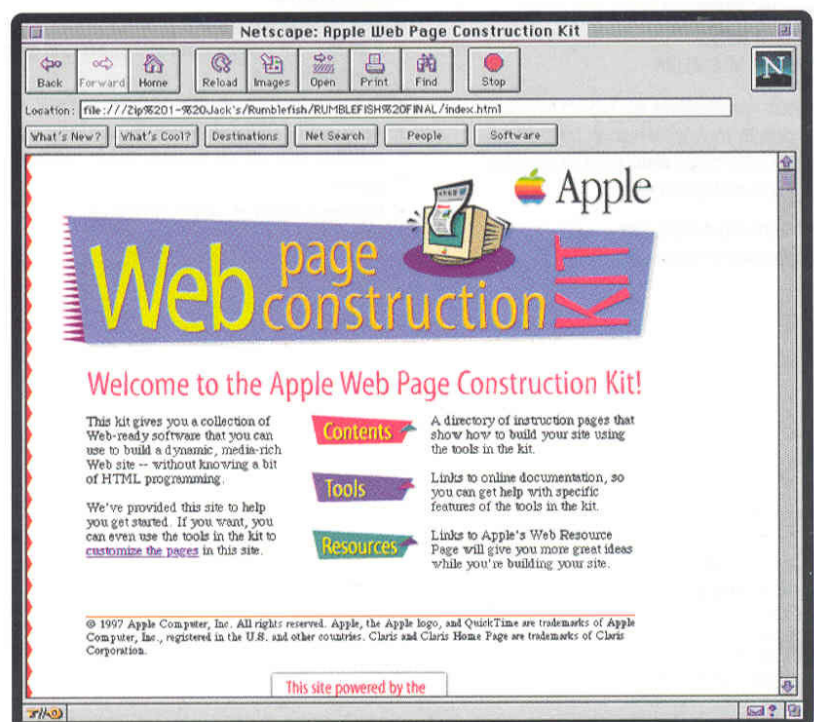 Netscape: Apple Web Page Construction Kit
Back Forward Home Reload Images Open Print Find Stop
N
Location: file:///Zip%201-%20Jack's/Rumblefish/RUMBLEFISH%20FINAL/index.html
What's New? What's Cool? Destinations Net Search People Software
Apple
Web page construction KIT
Welcome to the Apple Web Page Construction Kit!
This kit gives you a collection of
Web-ready software that you can
use to build a dynamic, media-rich
Web site -- without knowing a bit
of HTML programming.
We've provided this site to help
you get started. If you want, you
can even use the tools in the kit to
customize the pages in this site.
Contents
A directory of instruction pages that
show how to build your site using
the tools in the kit.
Tools
Links to online documentation, so
you can get help with specific
features of the tools in the kit.
Resources
Links to Apple's Web Resource
Page will give you more great ideas
while you're building your site.
© 1997 Apple Computer, Inc. All rights reserved. Apple, the Apple logo, and QuickTime are trademarks of Apple
Computer, Inc., registered in the U.S. and other countries. Claris and Claris Home Page are trademarks of Claris
Corporation.
This site powered by the
?